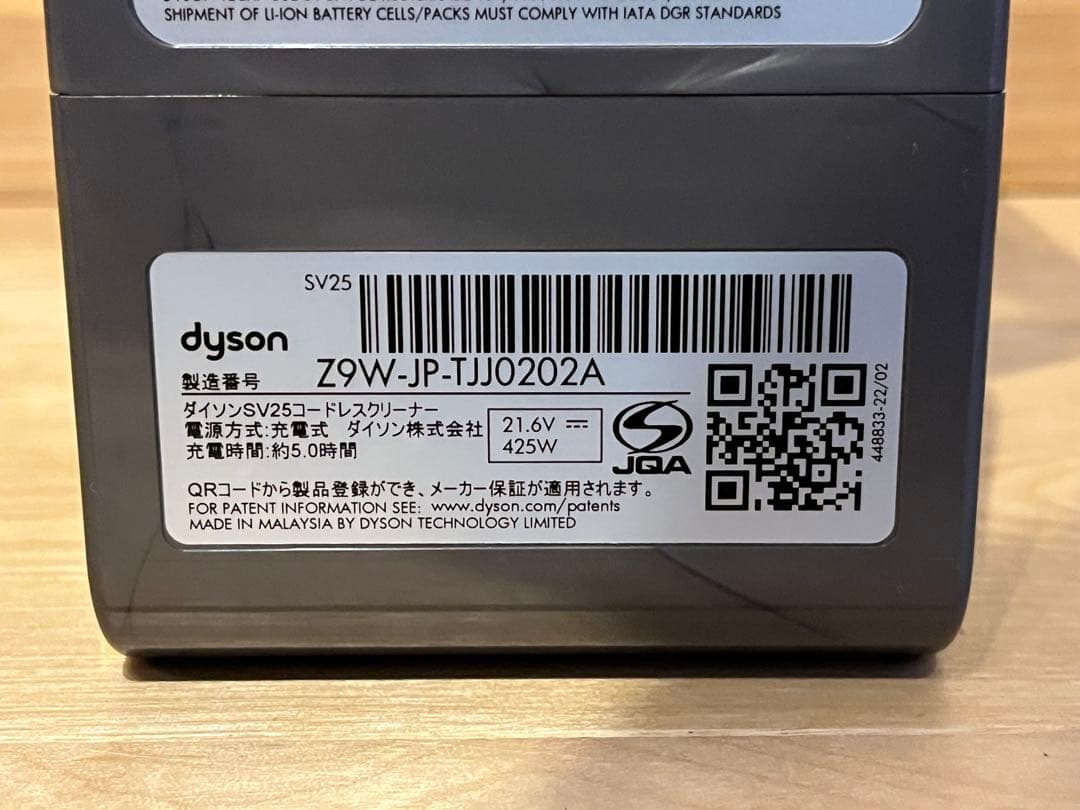 SHIPMENT OF LI-ION BATTERY CELLS/PACKS MUST COMPLY WITH IATA DGR STANDARDS
SV25
dyson
製造番号 Z9W-JP-TJJ0202A
ダイソンSV25コードレスクリーナー
電源方式:充電式 ダイソン株式会社
充電時間:約5.0時間
21.6V ⎓
425W
JQA
448833-22/02
QRコードから製品登録ができ、メーカー保証が適用されます。
FOR PATENT INFORMATION SEE: www.dyson.com/patents
MADE IN MALAYSIA BY DYSON TECHNOLOGY LIMITED